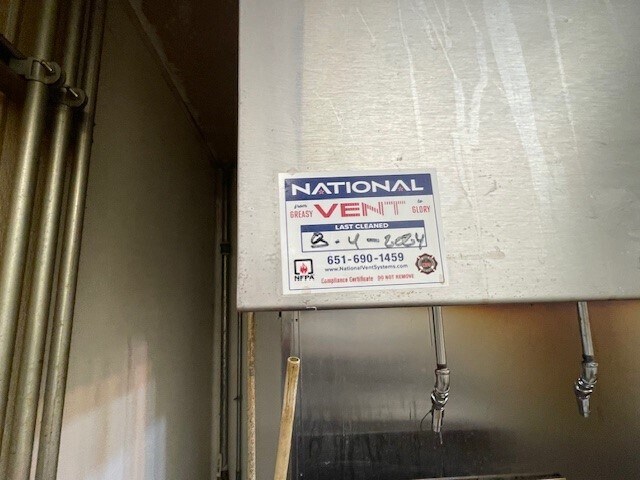 NATIONAL
from GREASY VENT to GLORY
LAST CLEANED
8-4-2024
651-690-1459
www.NationalVentSystems.com
NFPA
Compliance Certificate DO NOT REMOVE